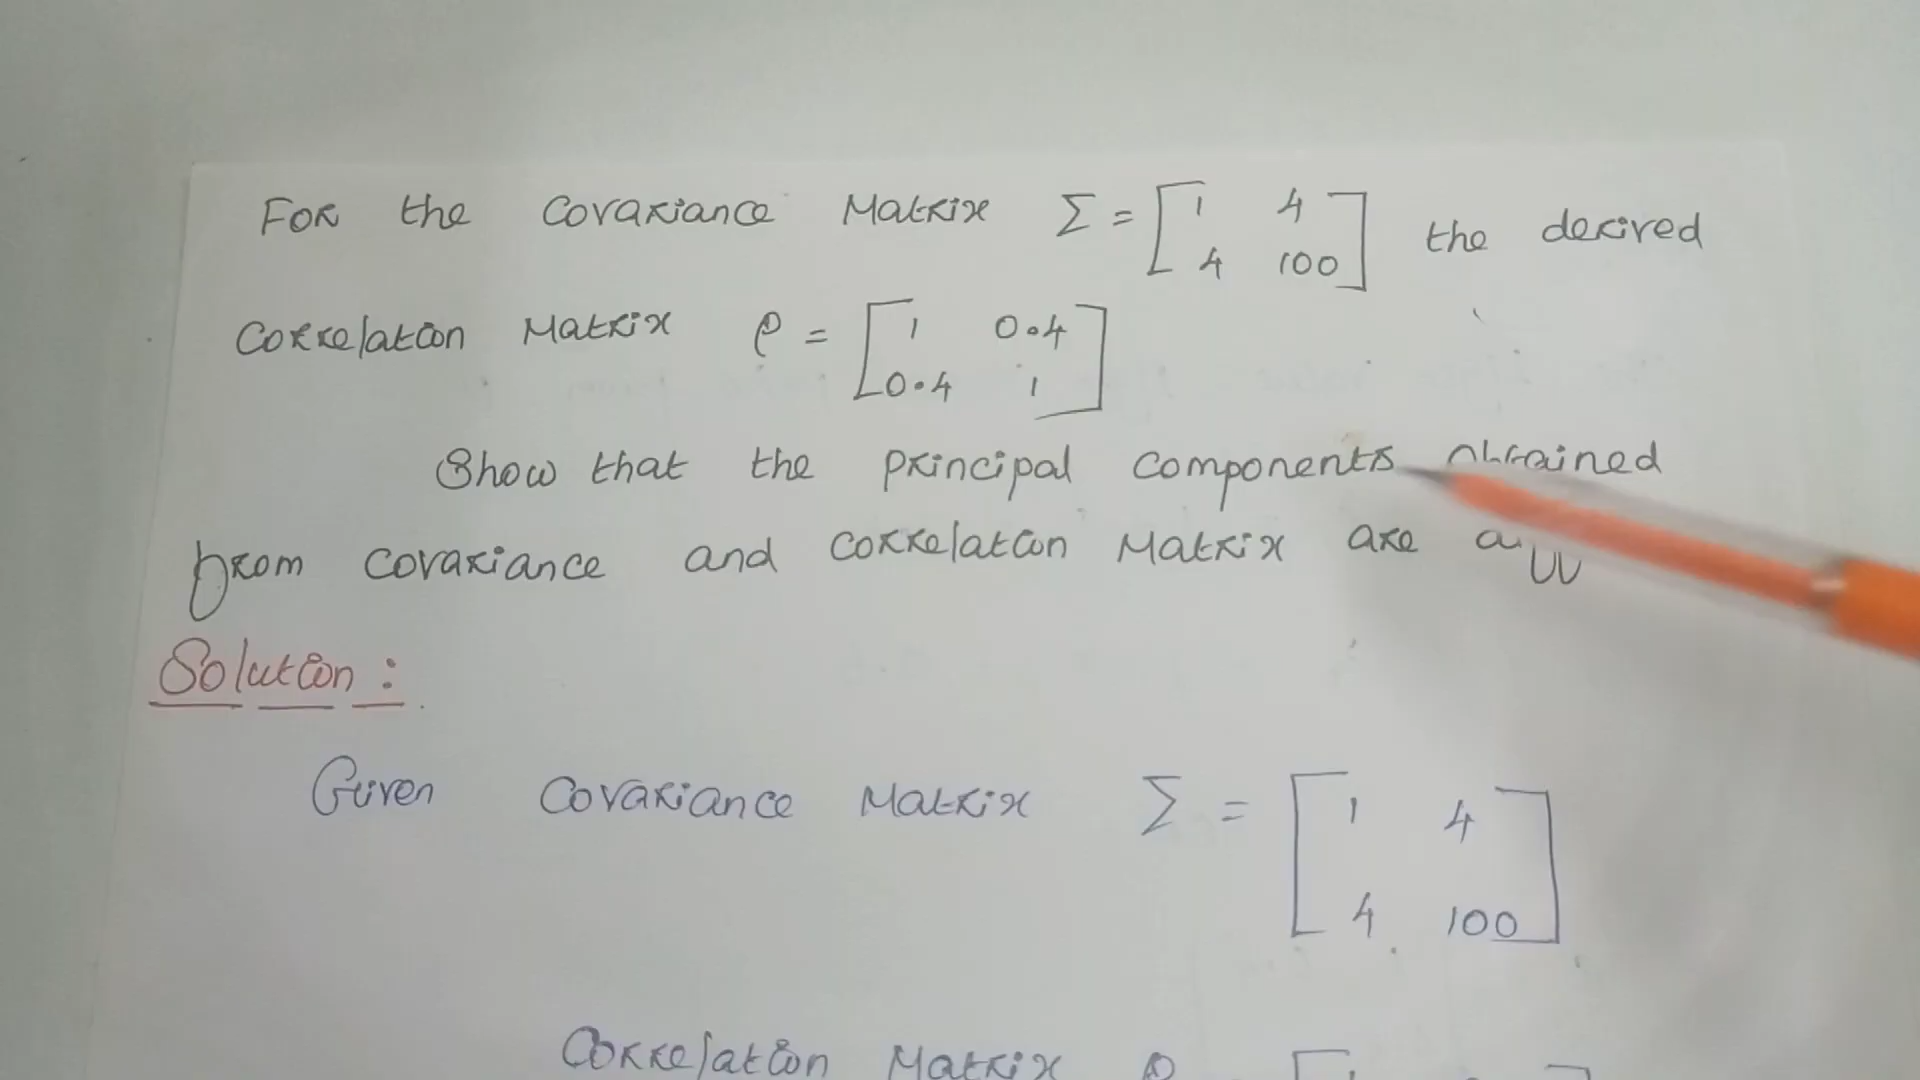 For the Covariance Matrix Σ = [1 4 the derived
4 100]
Correlation Matrix ρ = [1 0.4
0.4 1]
Show that the principal components obtained
from covariance and correlation Matrix are
Solution:
Given Covariance Matrix Σ = [1 4
4 100]
Correlation Matrix ρ